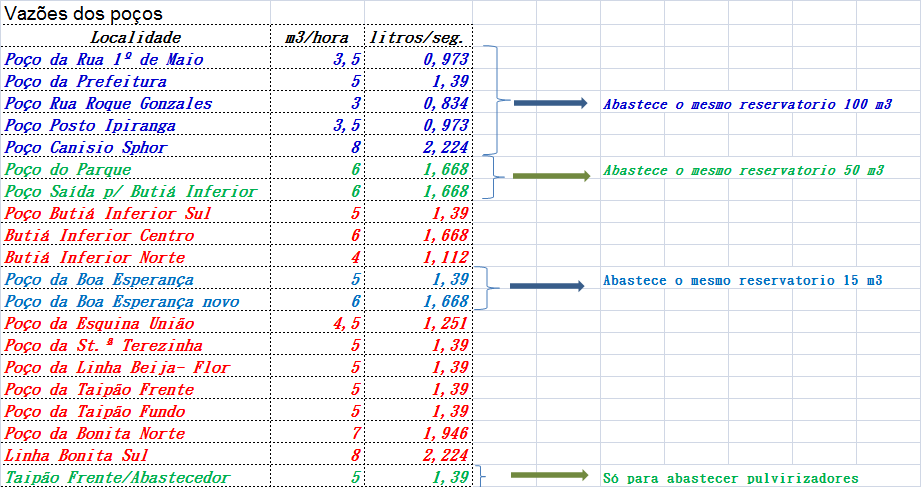 Vazões dos poços
Localidade m3/hora litros/seg.
Poço da Rua 1º de Maio 3,5 0,973
Poço da Prefeitura 5 1,39
Poço Rua Roque Gonzales 3 0,834 Abastece o mesmo reservatorio 100 m3
Poço Posto Ipiranga 3,5 0,973
Poço Canisio Sphor 8 2,224
Poço do Parque 6 1,668 Abastece o mesmo reservatorio 50 m3
Poço Saída p/ Butiá Inferior 6 1,668
Poço Butiá Inferior Sul 5 1,39
Butiá Inferior Centro 6 1,668
Butiá Inferior Norte 4 1,112
Poço da Boa Esperança 5 1,39 Abastece o mesmo reservatorio 15 m3
Poço da Boa Esperança novo 6 1,668
Poço da Esquina União 4,5 1,251
Poço da St.ª Terezinha 5 1,39
Poço da Linha Beija- Flor 5 1,39
Poço da Taipão Frente 5 1,39
Poço da Taipão Fundo 5 1,39
Poço da Bonita Norte 7 1,946
Linha Bonita Sul 8 2,224
Taipão Frente/Abastecedor 5 1,39 Só para abastecer pulvirizadores